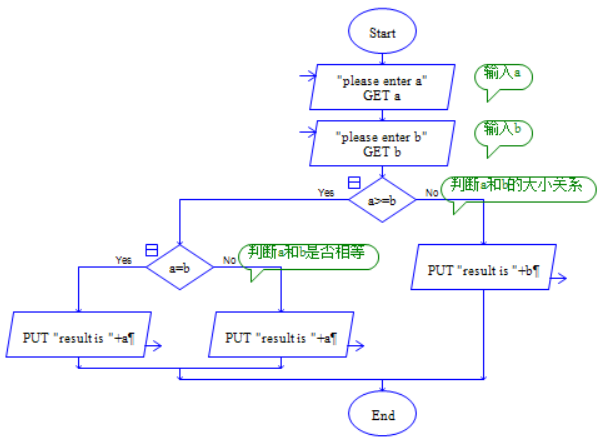 Start
"please enter a"
GET a
输入a
"please enter b"
GET b
输入b
Yes
a>=b
No
判断a和b的大小关系
Yes
a=b
No
判断a和b是否相等
PUT "result is "+b¶
PUT "result is "+a¶
PUT "result is "+a¶
End